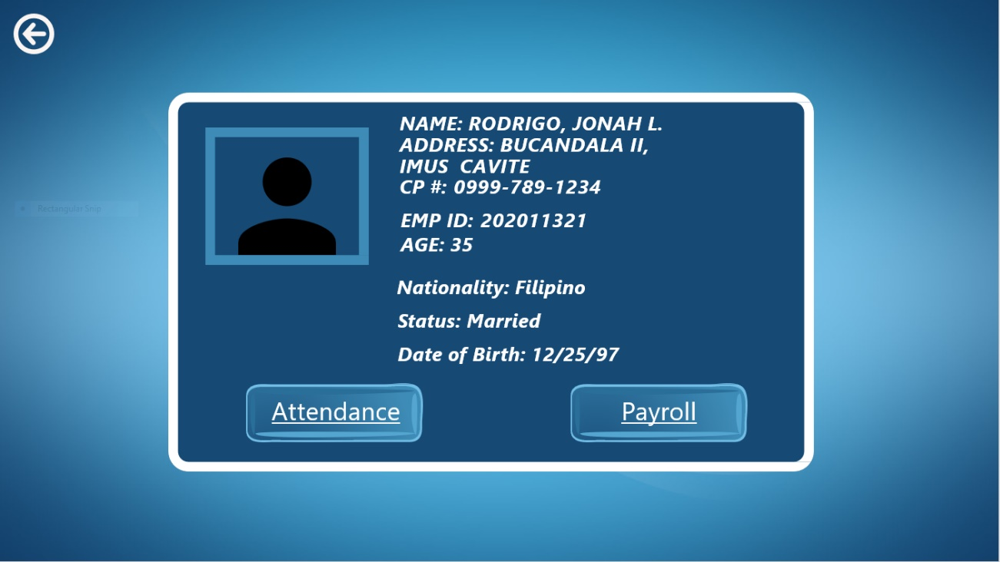 NAME: RODRIGO, JONAH L.
ADDRESS: BUCANDALA II,
IMUS  CAVITE
CP #: 0999-789-1234
EMP ID: 202011321
AGE: 35
Nationality: Filipino
Status: Married
Date of Birth: 12/25/97
Attendance
Payroll
Rectangular Snip